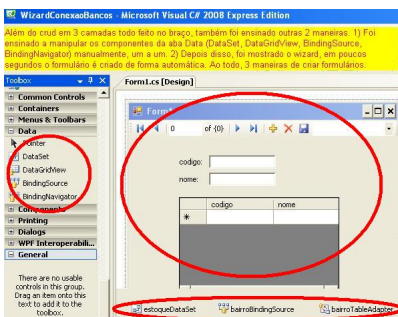 WizardConexaoBancos - Microsoft Visual C# 2008 Express Edition
Além do crud em 3 camadas todo feito no braço, também foi ensinado outras duas maneiras. 1) Foi
ensinado a manipular os componentes da aba Data (DataSet, DataGridView, BindingSource,
BindingNavigator) manualmente, um a um. 2) Depois disso, foi mostrado o wizard, em poucos
segundos o formulário é criado de forma automática. Ao todo, 3 maneiras de criar formulários.
Toolbox
Form1.cs [Design]
Common Controls
Containers
Menus & Toolbars
Data
Pointer
DataSet
DataGridView
BindingSource
BindingNavigator
Components
Printing
Dialogs
WPF Interoperabili...
General
There are no usable
controls in this group.
Drag an item onto this
text to add it to the
toolbox.
Form1
0 of {0}
codigo:
nome:
codigo nome
estoqueDataSet bairroBindingSource bairroTableAdapter